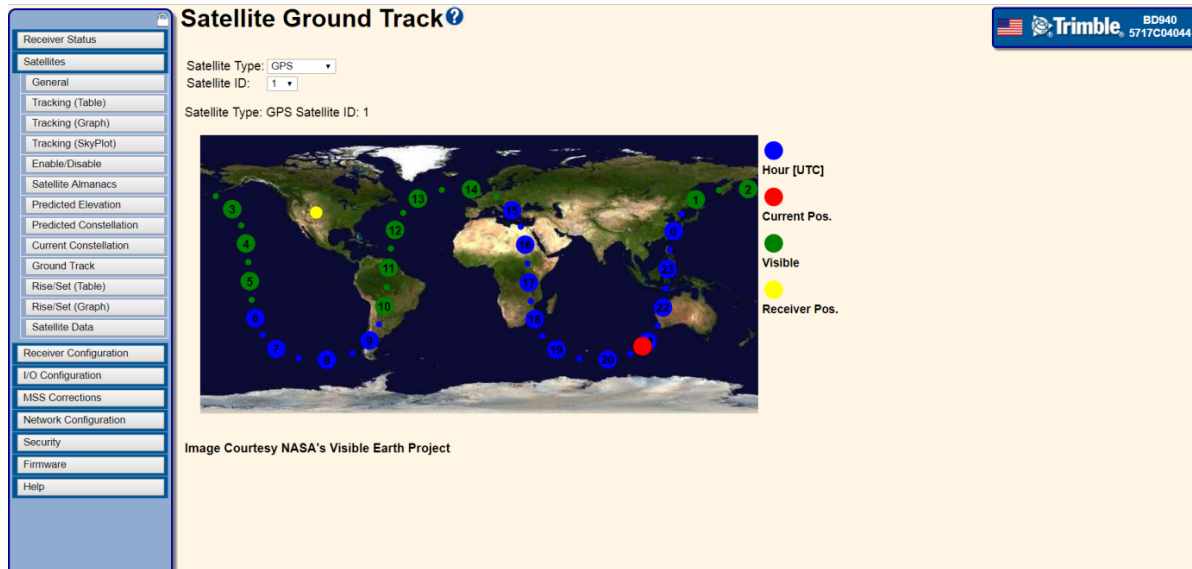 Satellite Ground Track?
Trimble® BD940
5717C04044
Receiver Status
Satellites
General
Tracking (Table)
Tracking (Graph)
Tracking (SkyPlot)
Enable/Disable
Satellite Almanacs
Predicted Elevation
Predicted Constellation
Current Constellation
Ground Track
Rise/Set (Table)
Rise/Set (Graph)
Satellite Data
Receiver Configuration
I/O Configuration
MSS Corrections
Network Configuration
Security
Firmware
Help
Satellite Type: GPS
Satellite ID: 1
Satellite Type: GPS Satellite ID: 1
3
4
5
6
7
8
9
10
11
12
13
14
15
16
17
18
19
20
22
23
0
1
2
Hour [UTC]
Current Pos.
Visible
Receiver Pos.
Image Courtesy NASA's Visible Earth Project